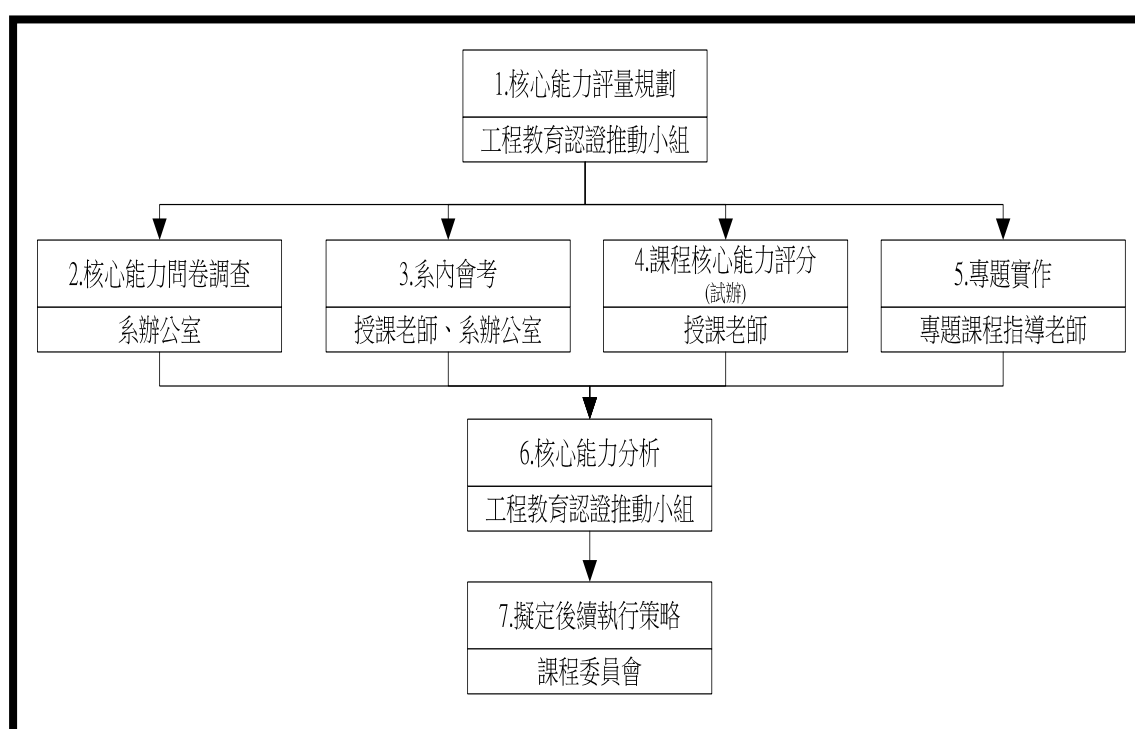 1.核心能力評量規劃
工程教育認證推動小組
2.核心能力問卷調查
系辦公室
3.系內會考
授課老師、系辦公室
4.課程核心能力評分
(試辦)
授課老師
5.專題實作
專題課程指導老師
6.核心能力分析
工程教育認證推動小組
7.擬定後續執行策略
課程委員會